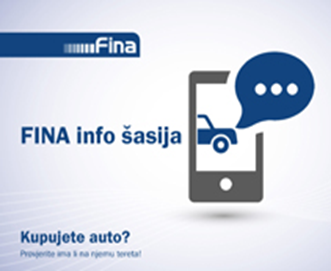 Fina
FINA info šasija
Kupujete auto?
Provjerite ima li na njemu tereta!